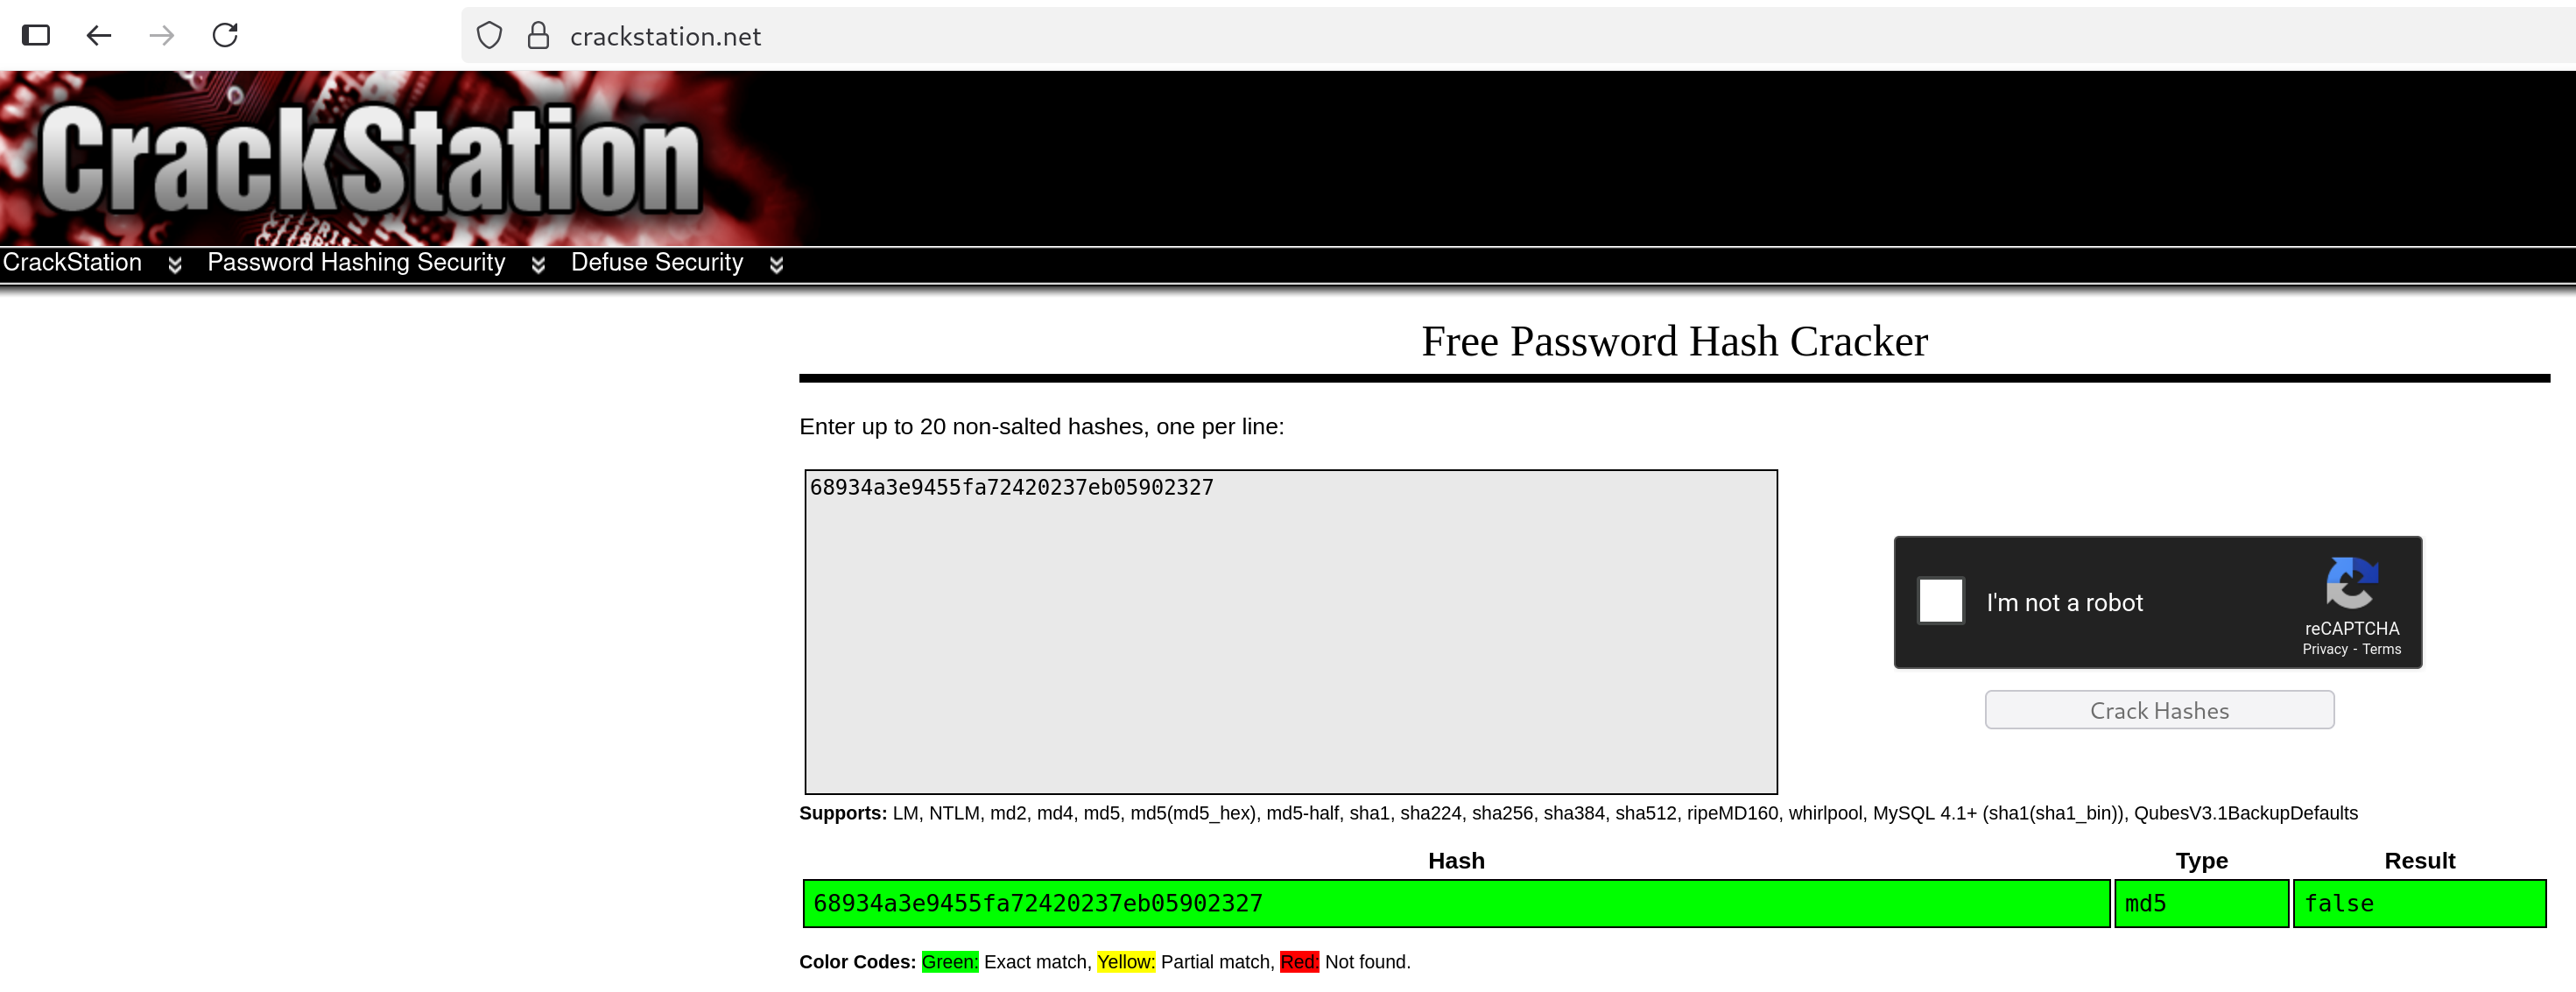 crackstation.net
CrackStation
CrackStation Password Hashing Security Defuse Security
Free Password Hash Cracker
Enter up to 20 non-salted hashes, one per line:
68934a3e9455fa72420237eb05902327
I'm not a robot
reCAPTCHA
Privacy - Terms
Crack Hashes
Supports: LM, NTLM, md2, md4, md5, md5(md5_hex), md5-half, sha1, sha224, sha256, sha384, sha512, ripeMD160, whirlpool, MySQL 4.1+ (sha1(sha1_bin)), QubesV3.1BackupDefaults
Hash Type Result
68934a3e9455fa72420237eb05902327 md5 false
Color Codes: Green: Exact match, Yellow: Partial match, Red: Not found.